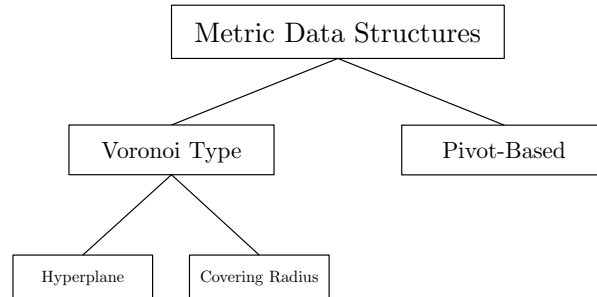 Metric Data Structures
Voronoi Type
Pivot-Based
Hyperplane
Covering Radius